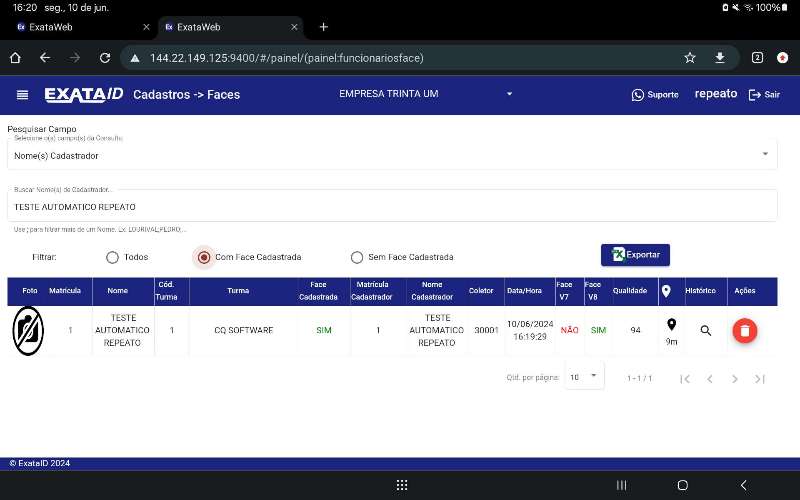 16:20 seg., 10 de jun. 100%
ExataWeb ExataWeb
144.22.149.125:9400/#/painel/(painel:funcionariosface) 2
EXATAID Cadastros -> Faces EMPRESA TRINTA UM Suporte repeato Sair
Pesquisar Campo
Selecione o(s) campo(s) da Consulta
Nome(s) Cadastrador
Buscar Nome(s) de Cadastrador...
TESTE AUTOMATICO REPEATO
Use ; para filtrar mais de um Nome. Ex: LOURIVAL;PEDRO;...
Filtrar: Todos Com Face Cadastrada Sem Face Cadastrada Exportar
Foto Matrícula Nome Cód. Turma Turma Face Cadastrada Matrícula Cadastrador Nome Cadastrador Coletor Data/Hora Face V7 Face V8 Qualidade Histórico Ações
1 TESTE AUTOMATICO REPEATO 1 CQ SOFTWARE SIM 1 TESTE AUTOMATICO REPEATO 30001 10/06/2024 16:19:29 NÃO SIM 94 9m
Qtd. por página: 10 1 - 1 / 1
© ExataID 2024